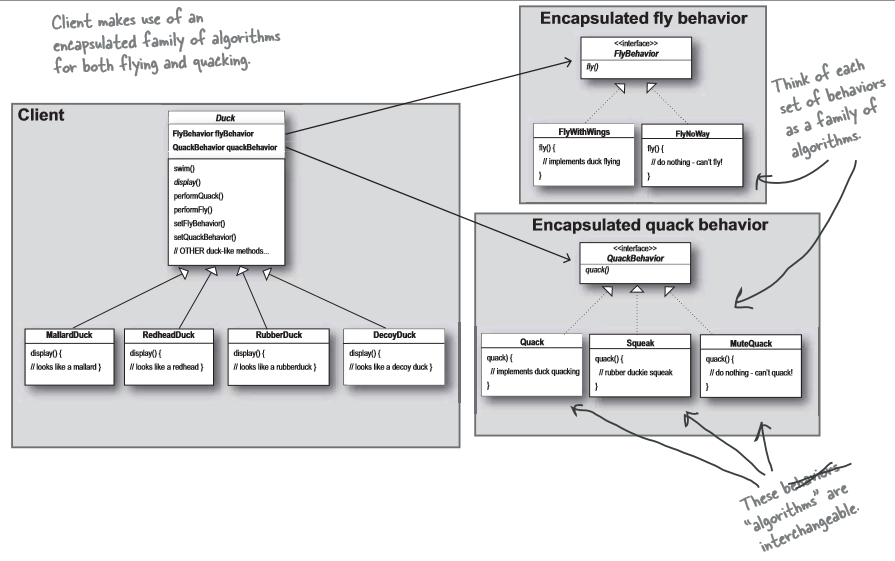 Client makes use of an
encapsulated family of algorithms
for both flying and quacking.
Client
Duck
FlyBehavior flyBehavior
QuackBehavior quackBehavior
swim()
display()
performQuack()
performFly()
setFlyBehavior()
setQuackBehavior()
// OTHER duck-like methods...
MallardDuck
display() {
// looks like a mallard }
RedheadDuck
display() {
// looks like a redhead }
RubberDuck
display() {
// looks like a rubberduck }
DecoyDuck
display() {
// looks like a decoy duck }
Encapsulated fly behavior
<<interface>>
FlyBehavior
fly()
FlyWithWings
fly() {
// implements duck flying
}
FlyNoWay
fly() {
// do nothing - can't fly!
}
Think of each
set of behaviors
as a family of
algorithms.
Encapsulated quack behavior
<<interface>>
QuackBehavior
quack()
Quack
quack) {
// implements duck quacking
}
Squeak
quack() {
// rubber duckie squeak
}
MuteQuack
quack() {
// do nothing - can't quack!
}
These behaviors
"algorithms" are
interchangeable.